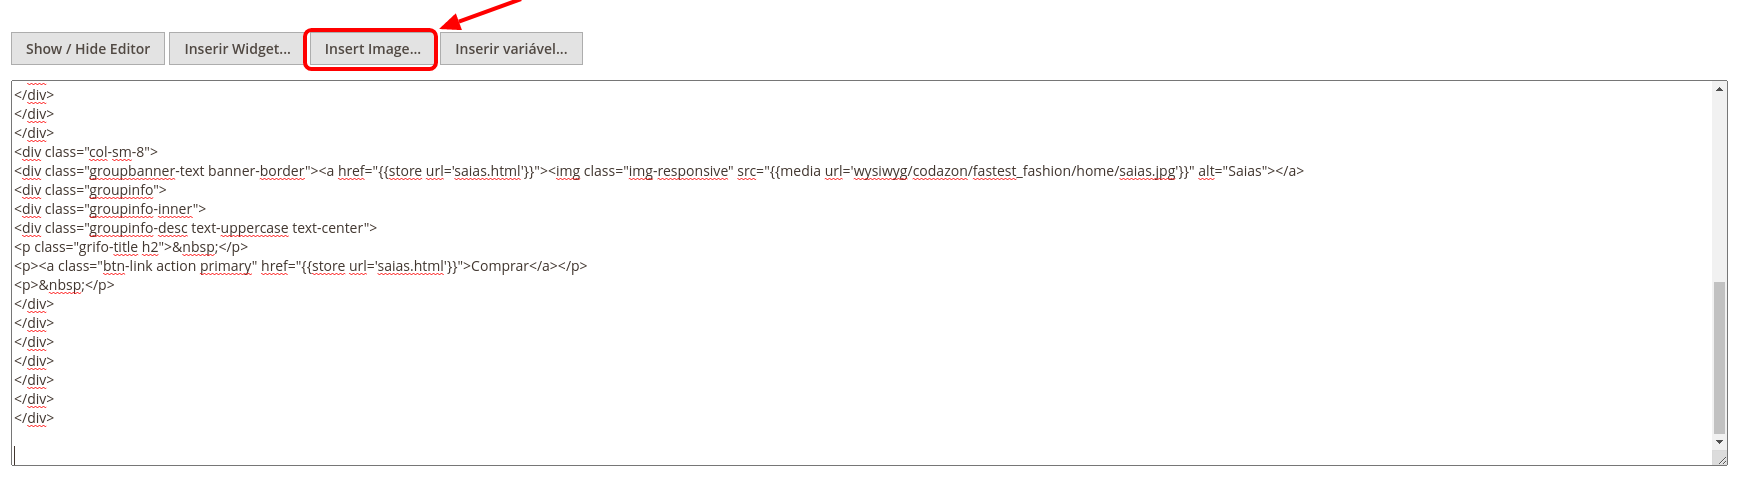 Show / Hide Editor Inserir Widget... Insert Image... Inserir variável...
</div>
</div>
</div>
<div class="col-sm-8">
<div class="groupbanner-text banner-border"><a href="{{store url='saias.html'}}"><img class="img-responsive" src="{{media url='wysiwyg/codazon/fastest_fashion/home/saias.jpg'}}" alt="Saias"></a>
<div class="groupinfo">
<div class="groupinfo-inner">
<div class="groupinfo-desc text-uppercase text-center">
<p class="grifo-title h2">&nbsp;</p>
<p><a class="btn-link action primary" href="{{store url='saias.html'}}">Comprar</a></p>
<p>&nbsp;</p>
</div>
</div>
</div>
</div>
</div>
</div>
</div>